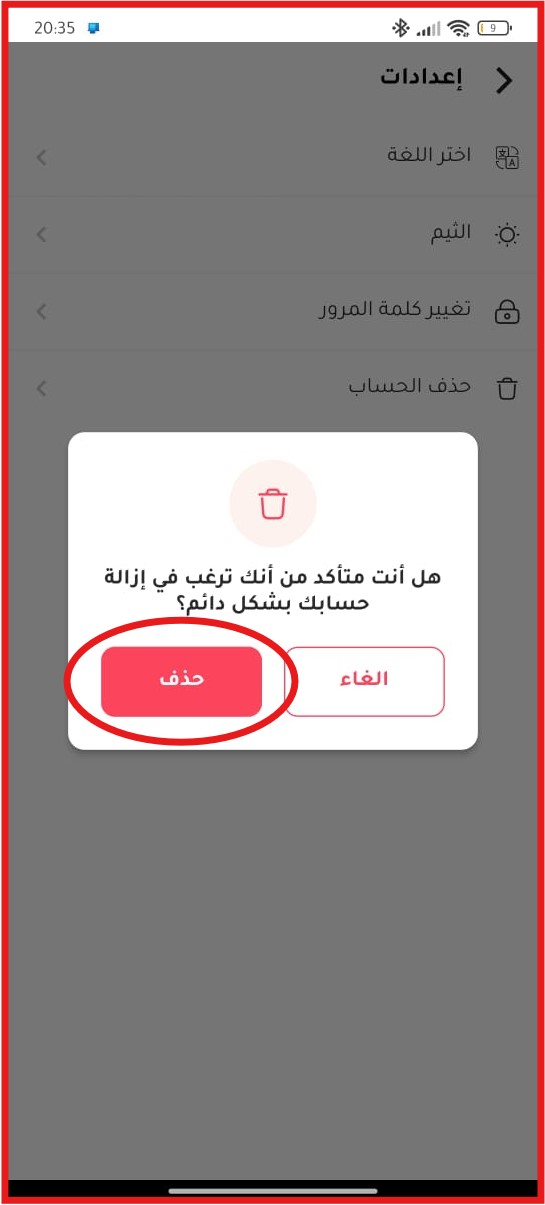 20:35
9
إعدادات
اختر اللغة
الثيم
تغيير كلمة المرور
حذف الحساب
هل أنت متأكد من أنك ترغب في إزالة
حسابك بشكل دائم؟
الغاء
حذف